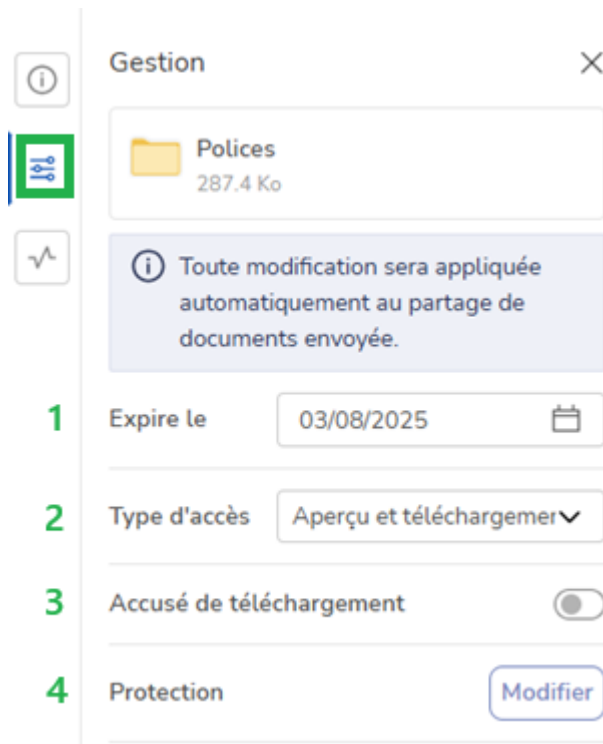 Gestion
Polices
287.4 Ko
Toute modification sera appliquée
automatiquement au partage de
documents envoyée.
1 Expire le 03/08/2025
2 Type d'accès Aperçu et téléchargemer
3 Accusé de téléchargement
4 Protection Modifier